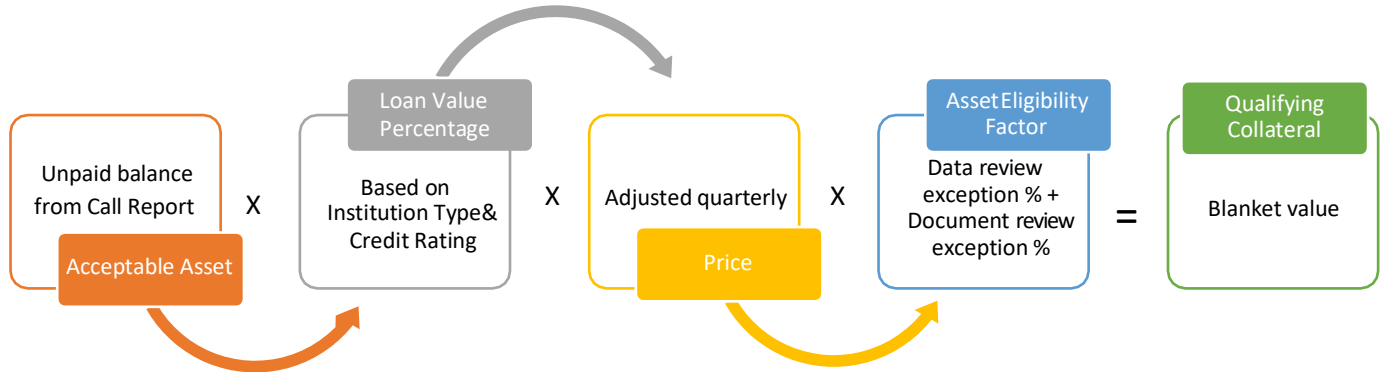 Unpaid balance
from Call Report
Acceptable Asset
X
Loan Value
Percentage
Based on
Institution Type&
Credit Rating
X
Adjusted quarterly
Price
X
Asset Eligibility
Factor
Data review
exception % +
Document review
exception %
=
Qualifying
Collateral
Blanket value